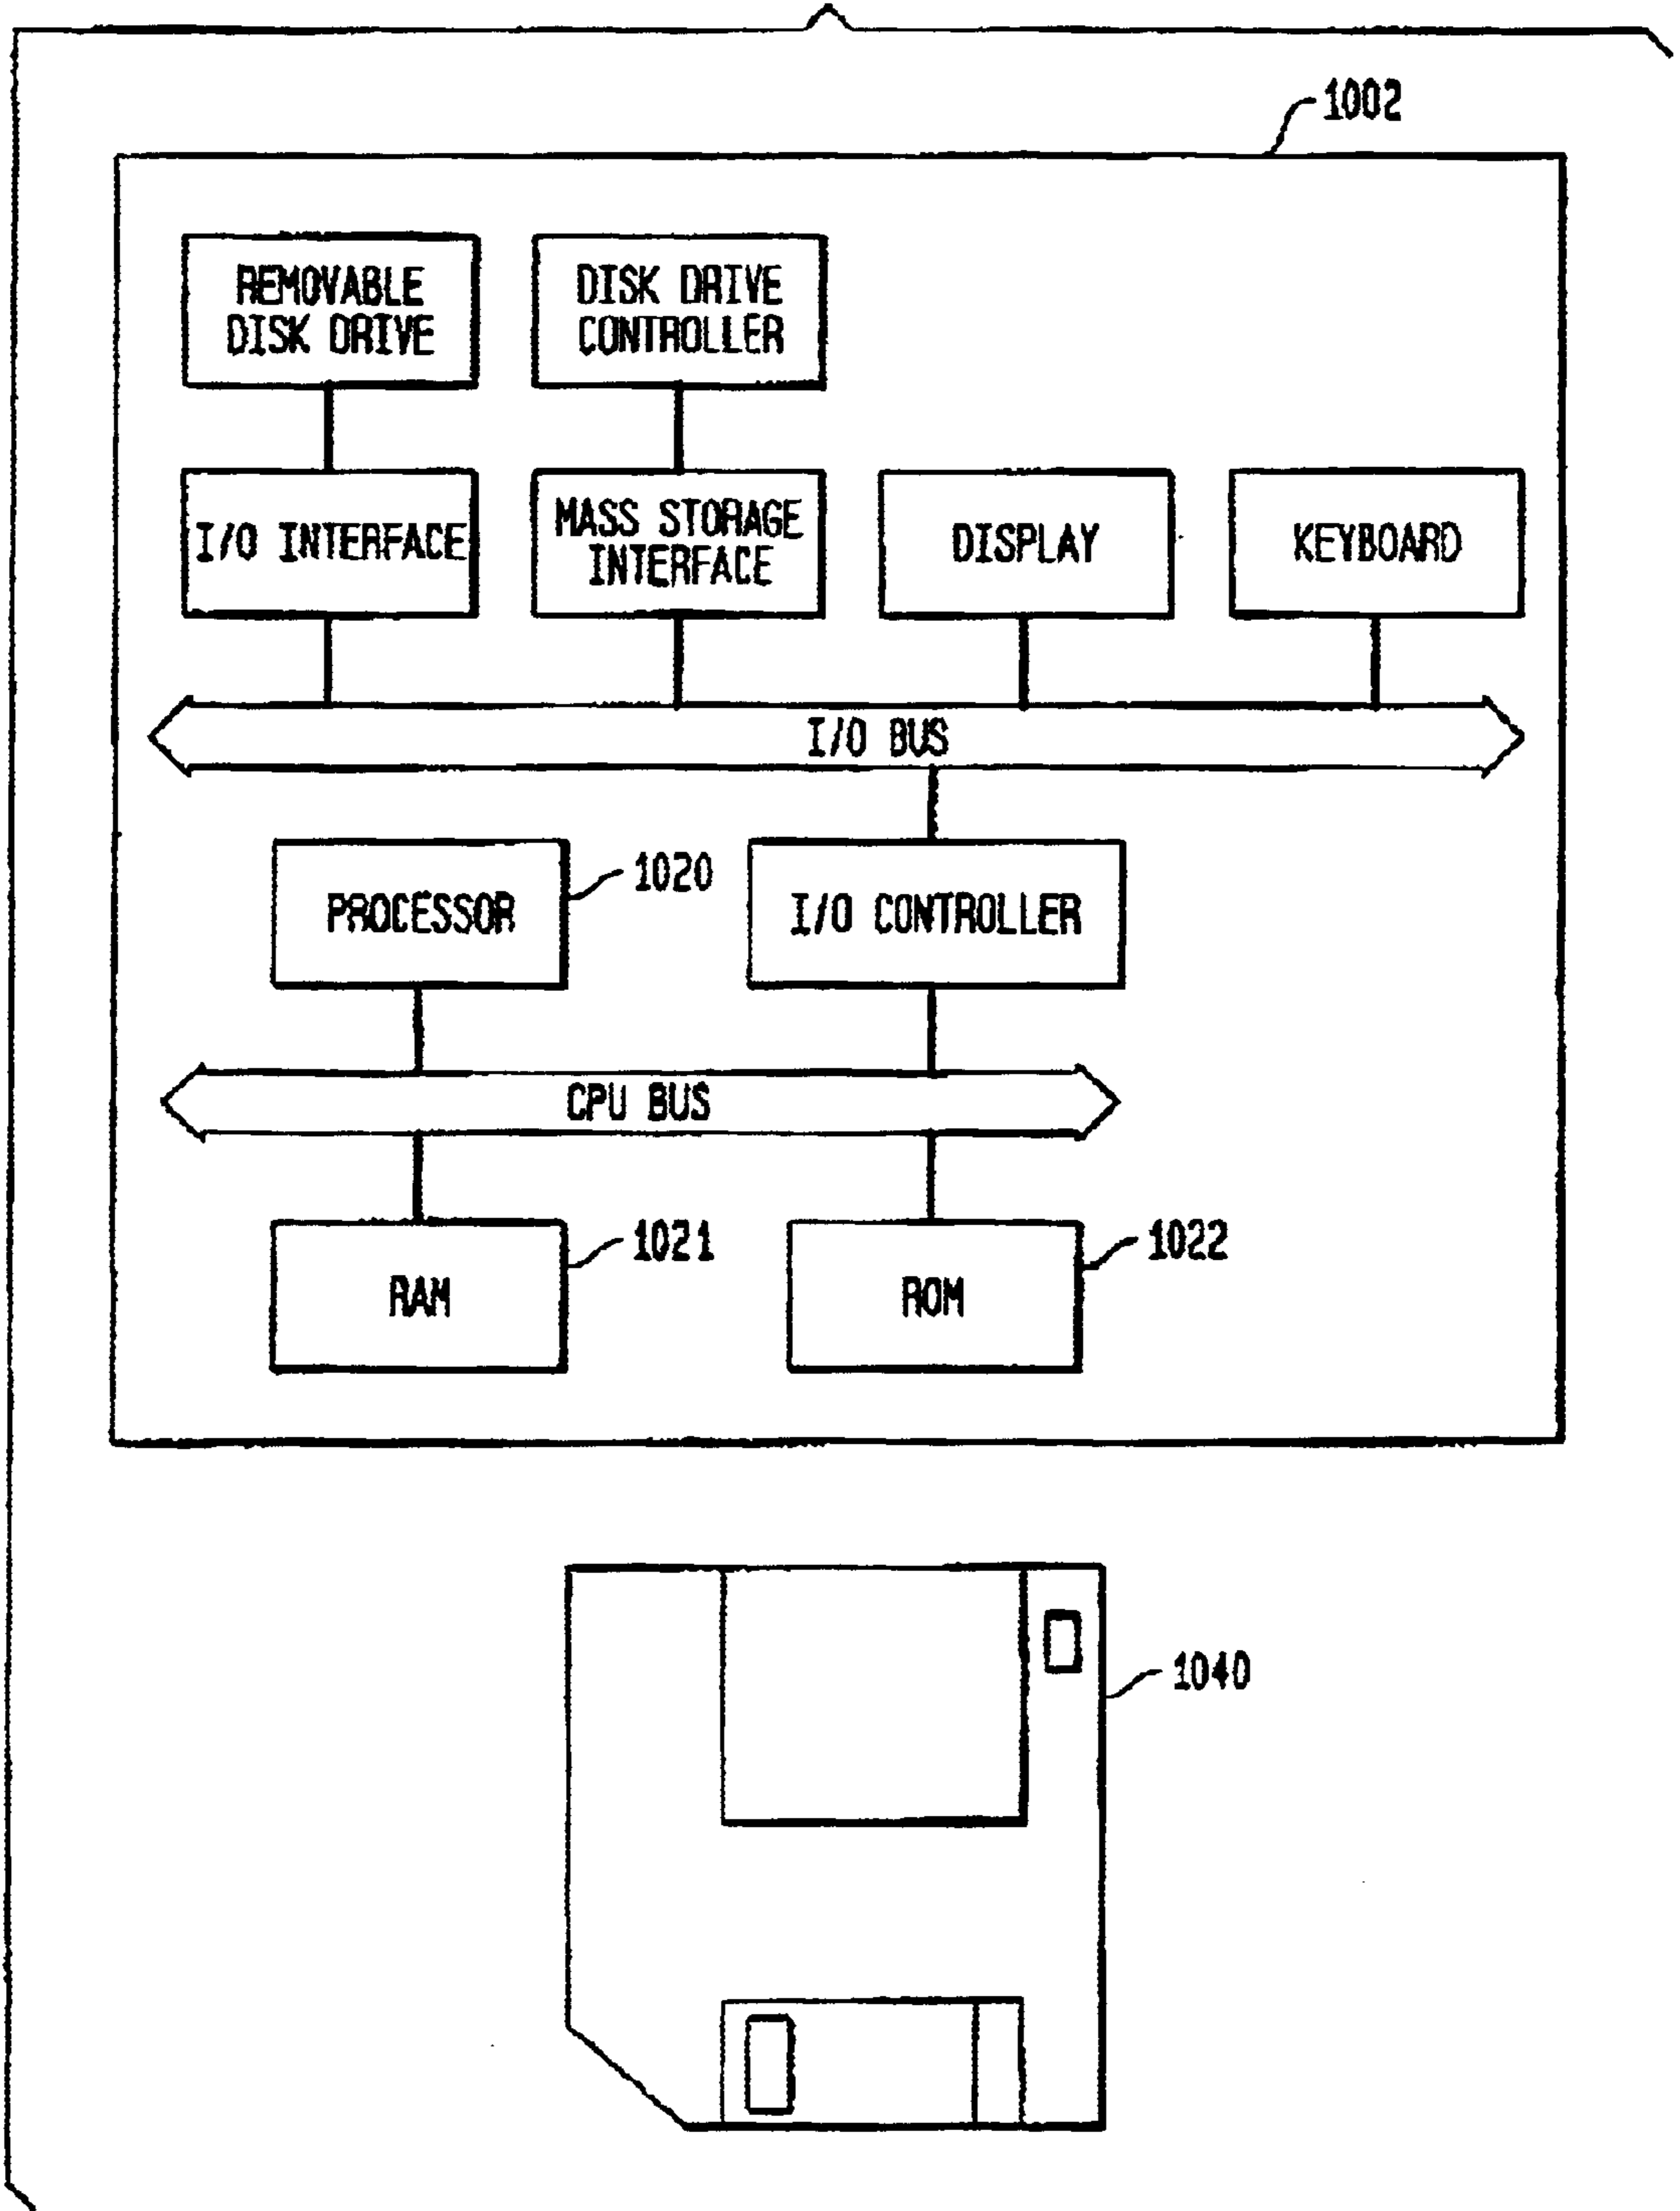 1002
REMOVABLE
DISK DRIVE
DISK DRIVE
CONTROLLER
I/O INTERFACE
MASS STORAGE
INTERFACE
DISPLAY
KEYBOARD
I/O BUS
PROCESSOR
1020
I/O CONTROLLER
CPU BUS
RAM
1021
ROM
1022
1040